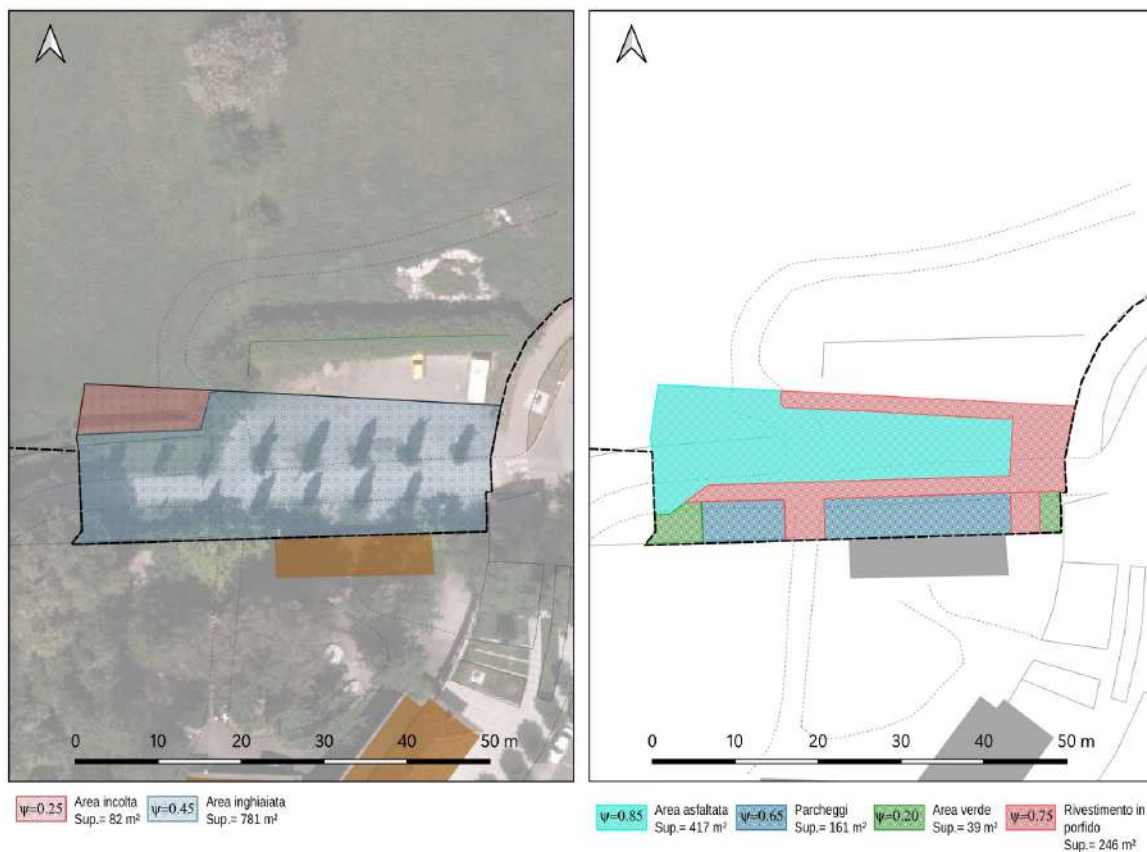 0 10 20 30 40 50 m
0 10 20 30 40 50 m
ψ=0.25
Area incolta
Sup.= 82 m²
ψ=0.45
Area inghiaiata
Sup.= 781 m²
ψ=0.85
Area asfaltata
Sup.= 417 m²
ψ=0.65
Parcheggi
Sup.= 161 m²
ψ=0.20
Area verde
Sup.= 39 m²
ψ=0.75
Rivestimento in
porfido
Sup.= 246 m²